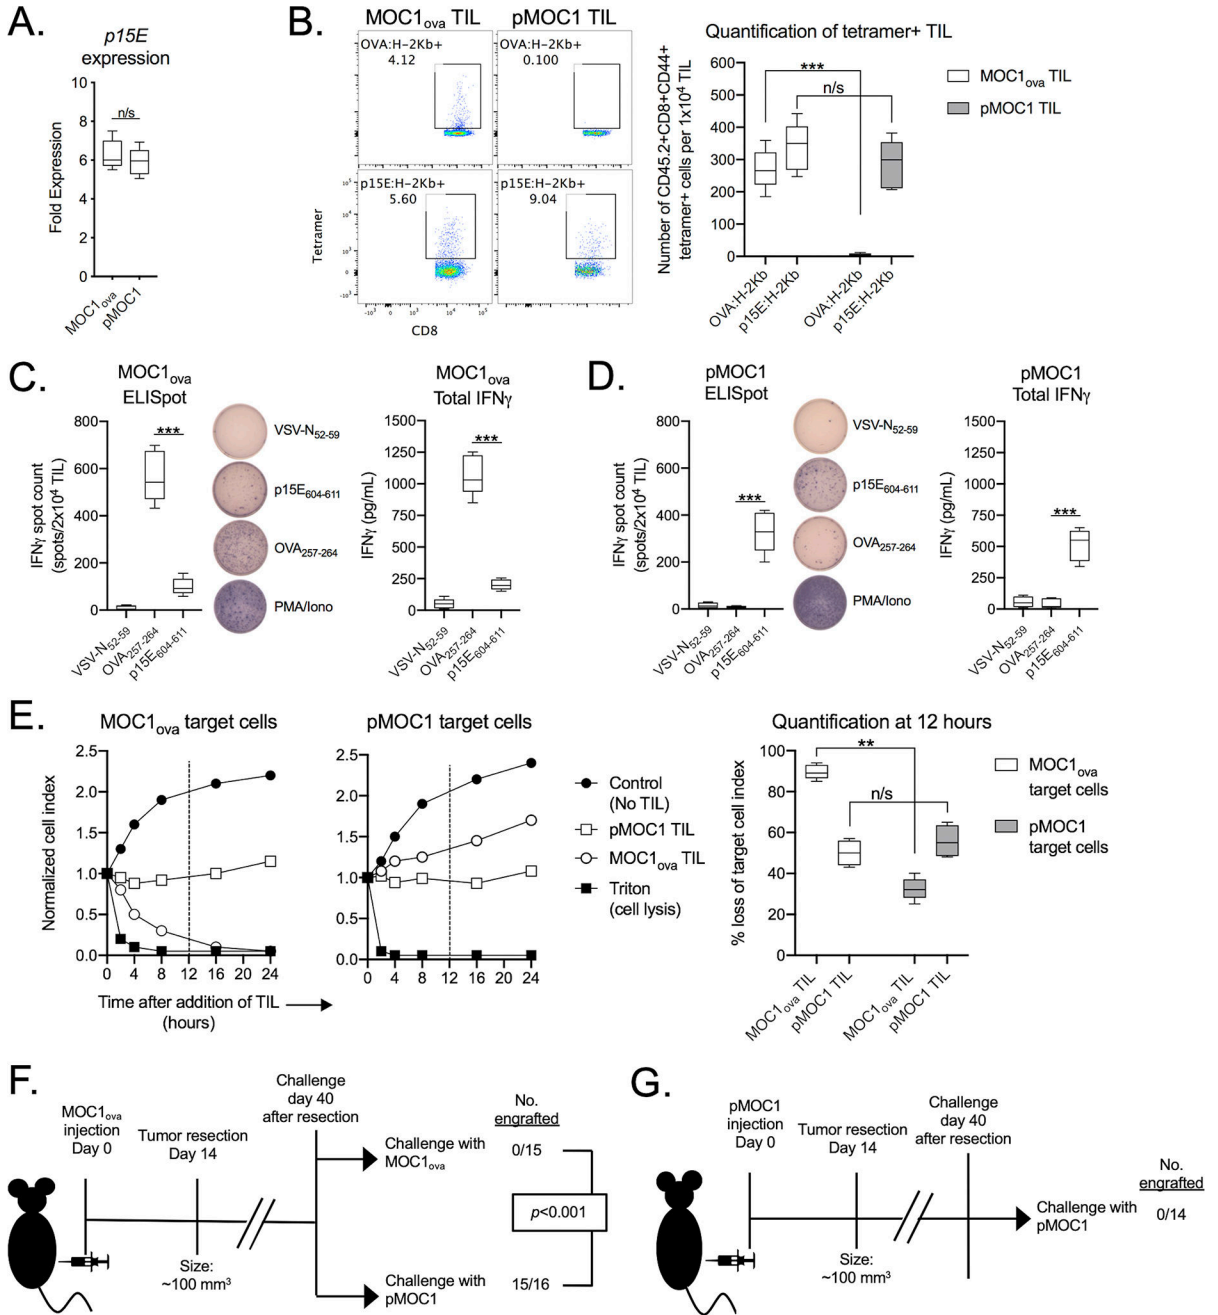 A.
p15E
expression
Fold Expression
10
8
6
4
2
0
n/s
MOC1ova
pMOC1
B.
MOC1ova TIL
pMOC1 TIL
OVA:H-2Kb+
4.12
OVA:H-2Kb+
0.100
p15E:H-2Kb+
5.60
p15E:H-2Kb+
9.04
Tetramer
10⁵
10⁴
10³
0
-10³
-10³
0
10³
10⁴
10⁵
-10³
0
10³
10⁴
10⁵
CD8
Quantification of tetramer+ TIL
Number of CD45.2+CD8+CD44+
tetramer+ cells per 1x10⁴ TIL
600
500
400
300
200
100
0
***
n/s
MOC1ova TIL
pMOC1 TIL
OVA:H-2Kb
p15E:H-2Kb
OVA:H-2Kb
p15E:H-2Kb
C.
MOC1ova
ELISpot
IFNγ spot count
(spots/2x10⁴ TIL)
800
600
400
200
0
***
VSV-N52-59
OVA257-264
p15E604-611
VSV-N52-59
p15E604-611
OVA257-264
PMA/Iono
MOC1ova
Total IFNγ
IFNγ (pg/mL)
1500
1250
1000
750
500
250
0
***
VSV-N52-59
OVA257-264
p15E604-611
D.
pMOC1
ELISpot
IFNγ spot count
(spots/2x10⁴ TIL)
800
600
400
200
0
***
VSV-N52-59
OVA257-264
p15E604-611
VSV-N52-59
p15E604-611
OVA257-264
PMA/Iono
pMOC1
Total IFNγ
IFNγ (pg/mL)
1500
1250
1000
750
500
250
0
***
VSV-N52-59
OVA257-264
p15E604-611
E.
MOC1ova target cells
Normalized cell index
2.5
2.0
1.5
1.0
0.5
0.0
0 4 8 12 16 20 24
Time after addition of TIL
(hours)
pMOC1 target cells
2.5
2.0
1.5
1.0
0.5
0.0
0 4 8 12 16 20 24
Control
(No TIL)
pMOC1 TIL
MOC1ova TIL
Triton
(cell lysis)
Quantification at 12 hours
% loss of target cell index
100
80
60
40
20
0
**
n/s
MOC1ova
target cells
pMOC1
target cells
MOC1ova TIL
pMOC1 TIL
MOC1ova TIL
pMOC1 TIL
F.
MOC1ova
injection
Day 0
Tumor resection
Day 14
Size:
~100 mm³
Challenge
day 40
after resection
No.
engrafted
Challenge with
MOC1ova
0/15
p<0.001
Challenge with
pMOC1
15/16
G.
pMOC1
injection
Day 0
Tumor resection
Day 14
Size:
~100 mm³
Challenge
day 40
after resection
No.
engrafted
Challenge with
pMOC1
0/14